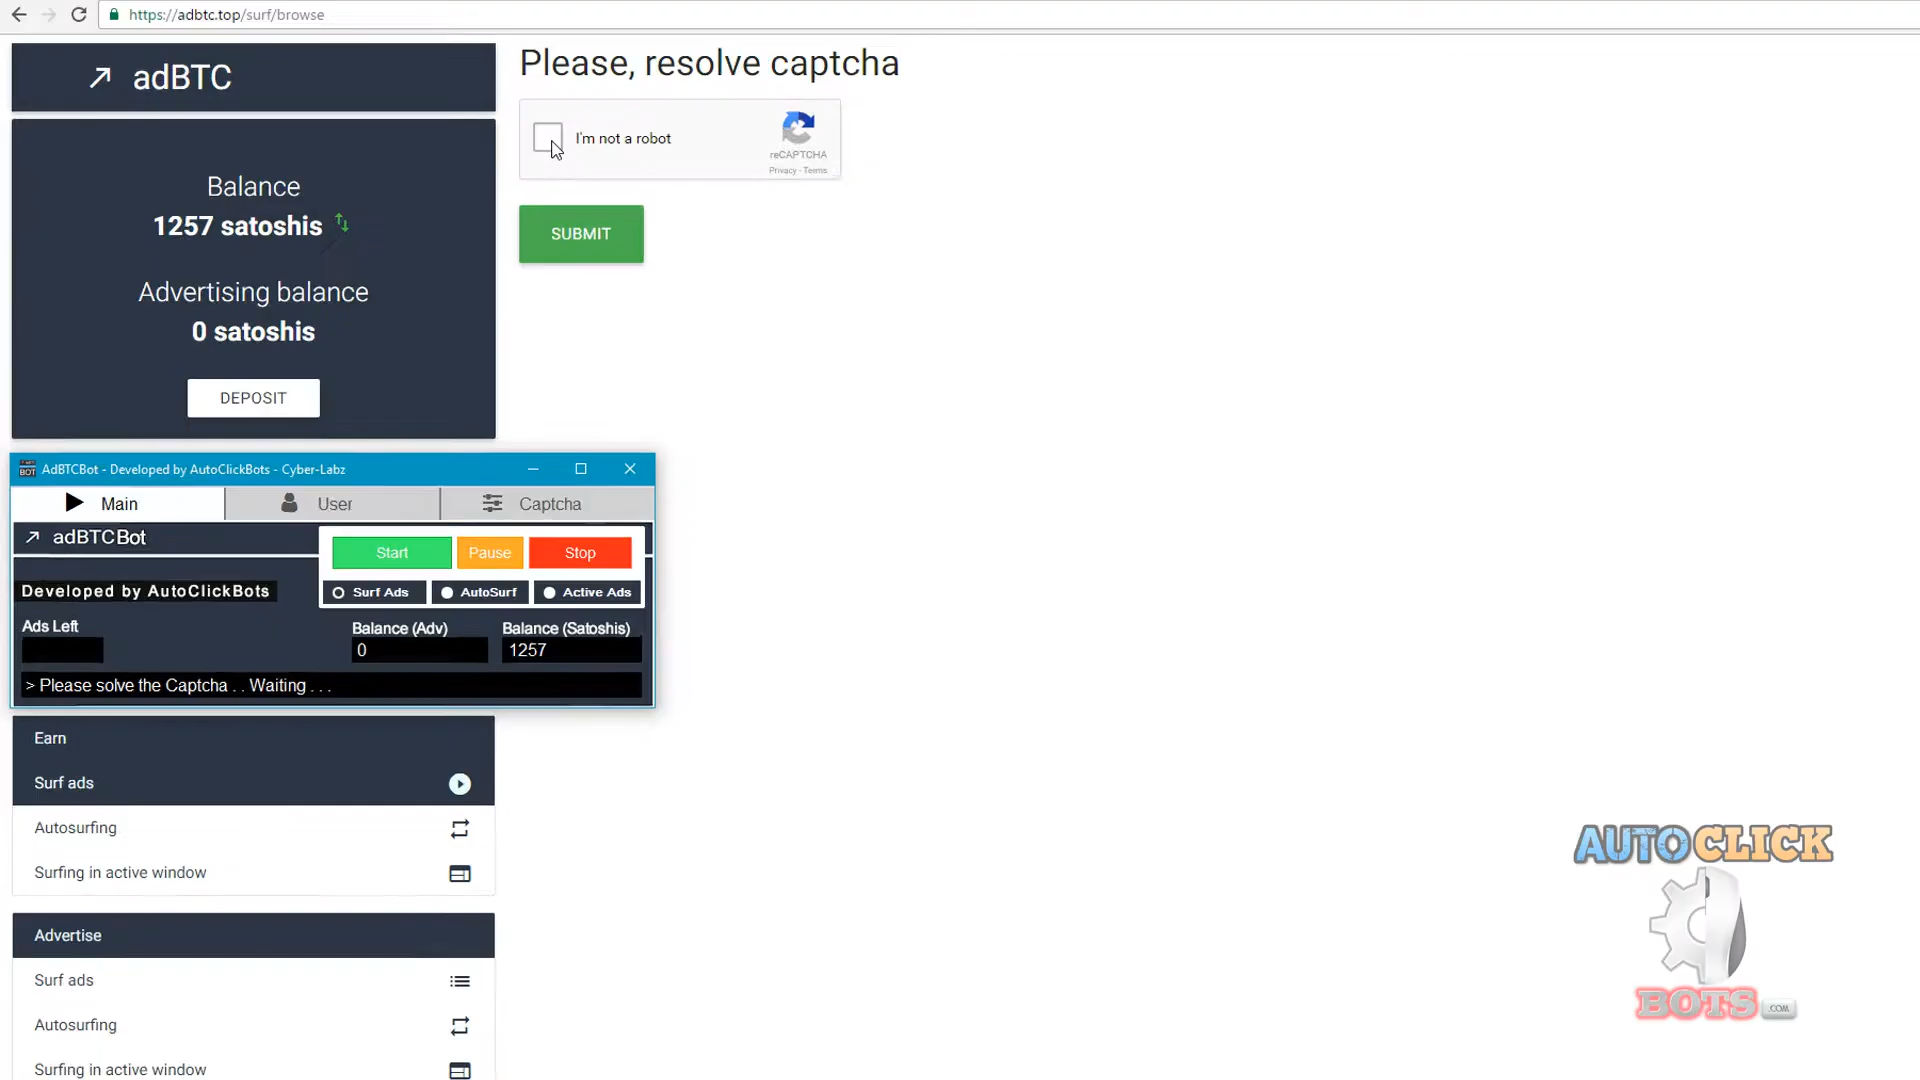 https://adbtc.top/surf/browse
adBTC
Balance
1257 satoshis
Advertising balance
0 satoshis
DEPOSIT
Please, resolve captcha
I'm not a robot
reCAPTCHA
Privacy - Terms
SUBMIT
BOT
AdBTCBot - Developed by AutoClickBots - Cyber-Labz
Main
User
Captcha
adBTCBot
Start
Pause
Stop
Developed by AutoClickBots
Surf Ads
AutoSurf
Active Ads
Ads Left
Balance (Adv)
Balance (Satoshis)
0
1257
> Please solve the Captcha . . Waiting . . .
Earn
Surf ads
Autosurfing
Surfing in active window
Advertise
Surf ads
Autosurfing
Surfing in active window
AUTOCLICK
BOTS .COM